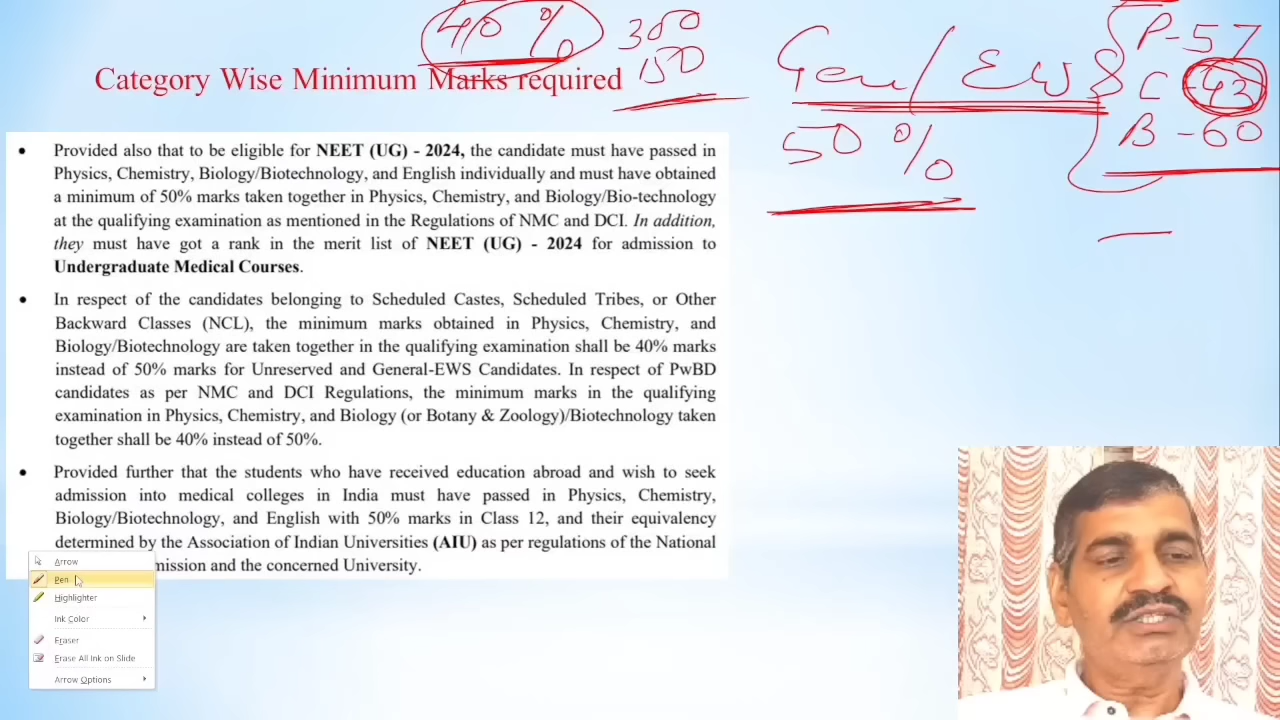 40 %
300
150
Gen/ EWS
P-57
C-43
B-60
50 %
Category Wise Minimum Marks required
• Provided also that to be eligible for NEET (UG) - 2024, the candidate must have passed in
Physics, Chemistry, Biology/Biotechnology, and English individually and must have obtained
a minimum of 50% marks taken together in Physics, Chemistry, and Biology/Bio-technology
at the qualifying examination as mentioned in the Regulations of NMC and DCI. In addition,
they must have got a rank in the merit list of NEET (UG) - 2024 for admission to
Undergraduate Medical Courses.
• In respect of the candidates belonging to Scheduled Castes, Scheduled Tribes, or Other
Backward Classes (NCL), the minimum marks obtained in Physics, Chemistry, and
Biology/Biotechnology are taken together in the qualifying examination shall be 40% marks
instead of 50% marks for Unreserved and General-EWS Candidates. In respect of PwBD
candidates as per NMC and DCI Regulations, the minimum marks in the qualifying
examination in Physics, Chemistry, and Biology (or Botany & Zoology)/Biotechnology taken
together shall be 40% instead of 50%.
• Provided further that the students who have received education abroad and wish to seek
admission into medical colleges in India must have passed in Physics, Chemistry,
Biology/Biotechnology, and English with 50% marks in Class 12, and their equivalency
determined by the Association of Indian Universities (AIU) as per regulations of the National
mission and the concerned University.
Arrow
Pen
Highlighter
Ink Color
Eraser
Erase All Ink on Slide
Arrow Options